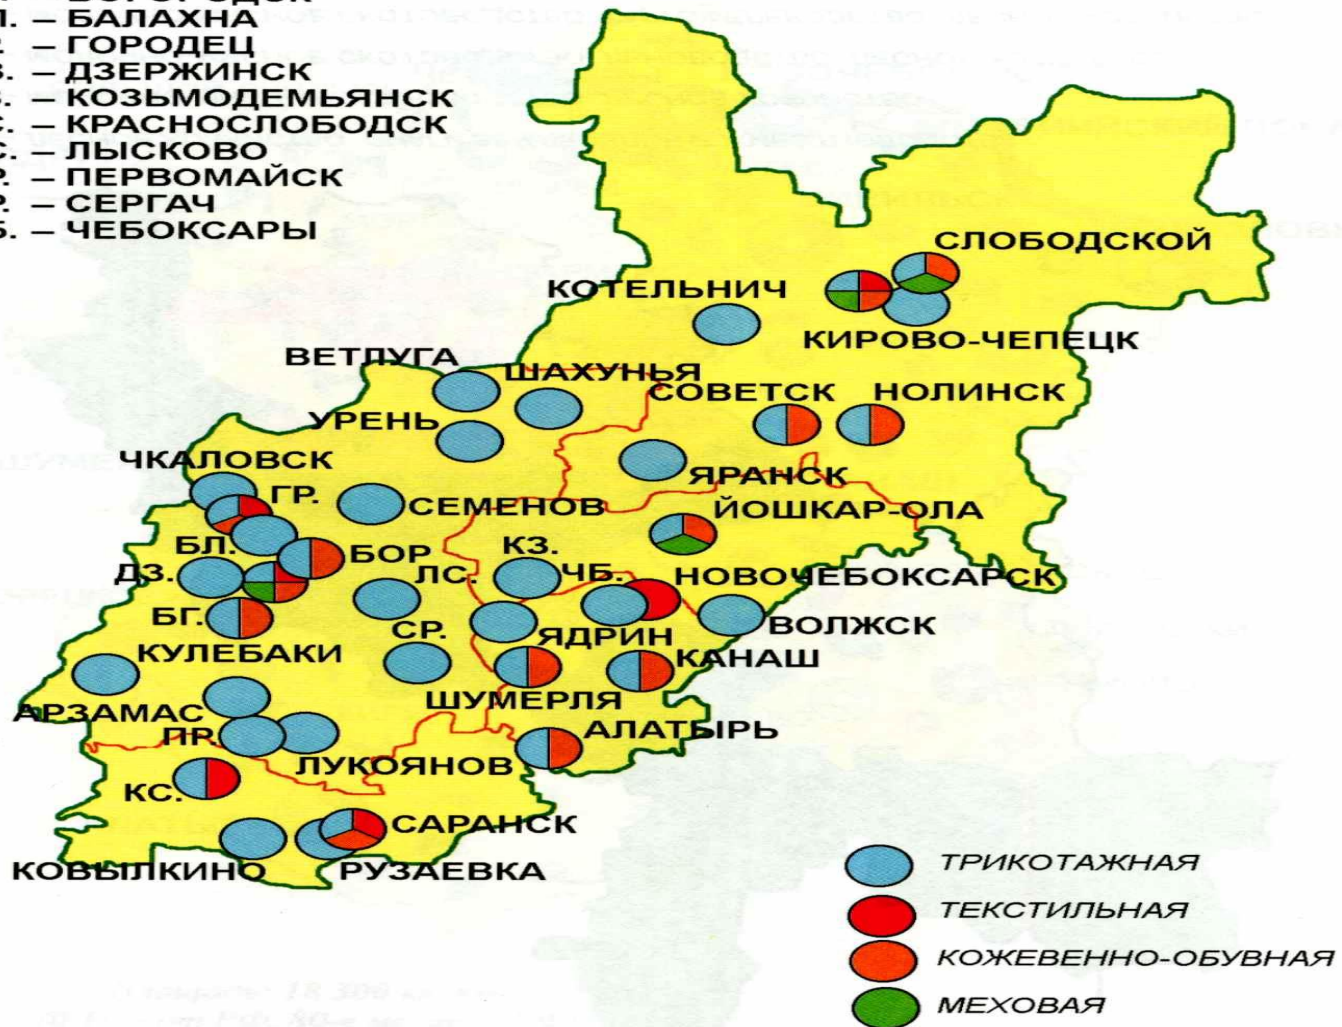 – БОГОРОДСК
Л. – БАЛАХНА
– ГОРОДЕЦ
– ДЗЕРЖИНСК
– КОЗЬМОДЕМЬЯНСК
С. – КРАСНОСЛОБОДСК
С. – ЛЫСКОВО
Р. – ПЕРВОМАЙСК
Р. – СЕРГАЧ
Б. – ЧЕБОКСАРЫ
СЛОБОДСКОЙ
КОТЕЛЬНИЧ
КИРОВО-ЧЕПЕЦК
ВЕТЛУГА
ШАХУНЬЯ
СОВЕТСК
НОЛИНСК
УРЕНЬ
ЧКАЛОВСК
ЯРАНСК
ГР.
СЕМЕНОВ
ЙОШКАР-ОЛА
БЛ.
БОР
КЗ.
ДЗ.
ЛС.
ЧБ.
НОВОЧЕБОКСАРСК
БГ.
СР.
ЯДРИН
ВОЛЖСК
КУЛЕБАКИ
КАНАШ
ШУМЕРЛЯ
АРЗАМАС
ПР.
АЛАТЫРЬ
ЛУКОЯНОВ
КС.
САРАНСК
КОВЫЛКИНО
РУЗАЕВКА
ТРИКОТАЖНАЯ
ТЕКСТИЛЬНАЯ
КОЖЕВЕННО-ОБУВНАЯ
МЕХОВАЯ